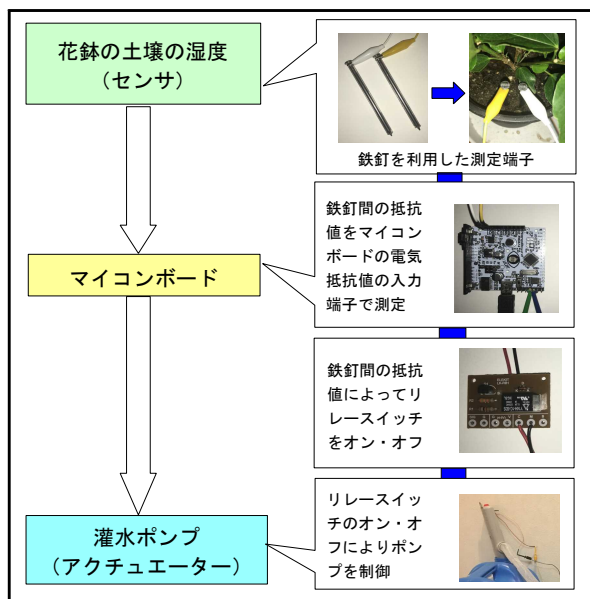 花鉢の土壌の湿度
（センサ）
鉄釘を利用した測定端子
鉄釘間の抵抗
値をマイコン
ボードの電気
抵抗値の入力
端子で測定
マイコンボード
鉄釘間の抵抗
値によってリ
レースイッチ
をオン・オフ
リレースイッ
チのオン・オ
フによりポン
プを制御
灌水ポンプ
（アクチュエーター）